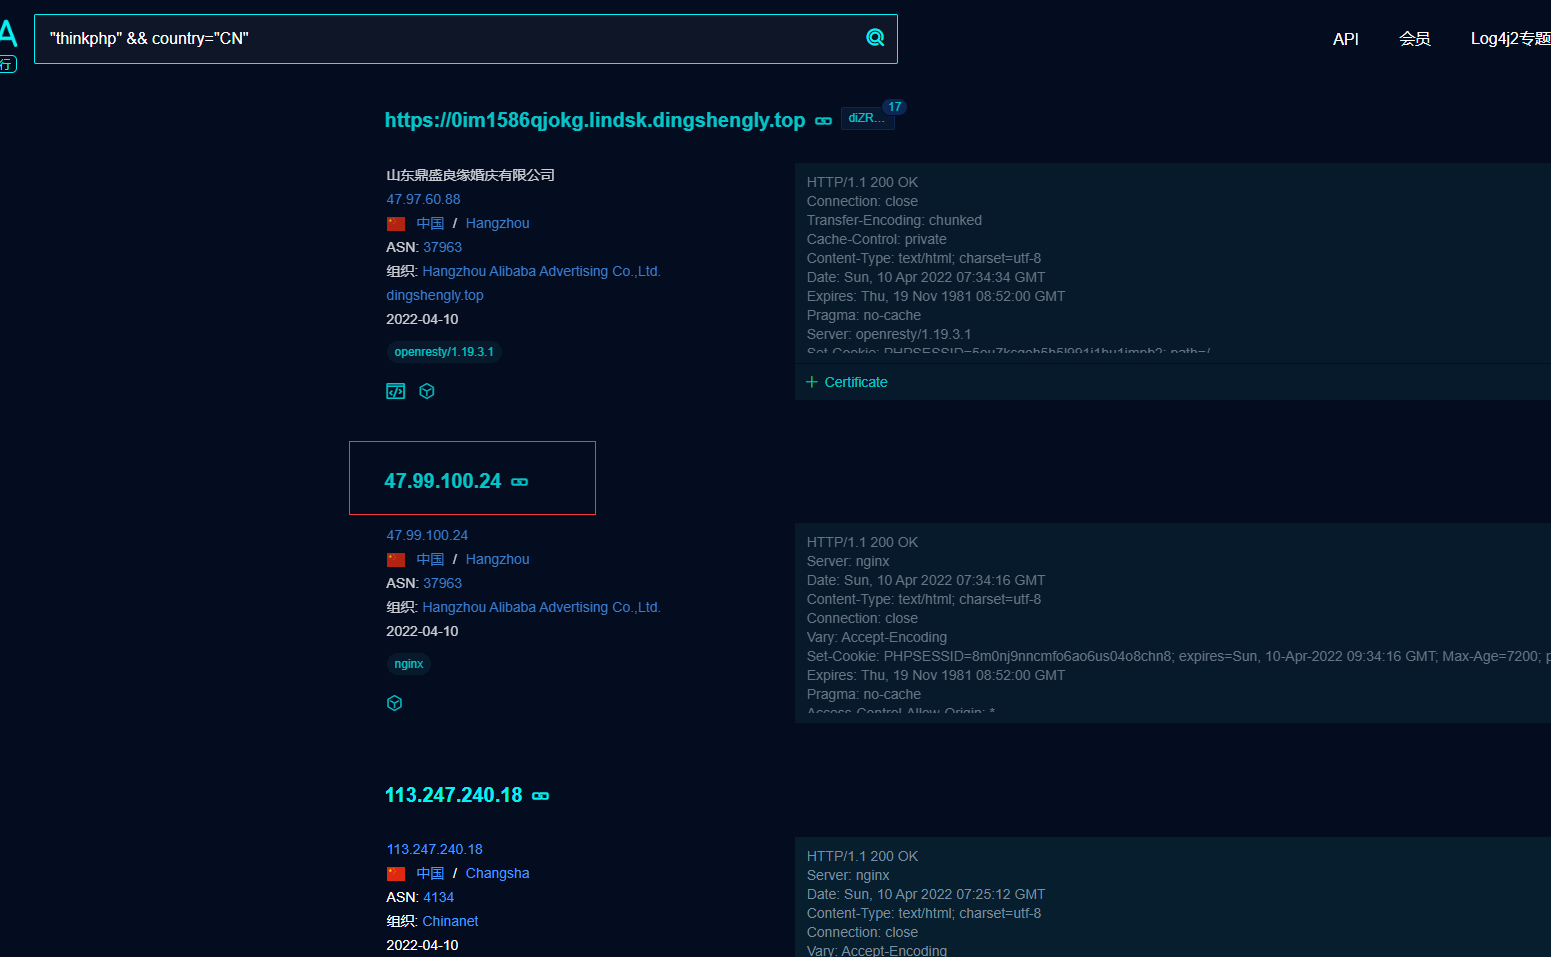 A
"thinkphp" && country="CN"
API
会员
Log4j2专题
行
https://0im1586qjokg.lindsk.dingshengly.top
diZR...
17
山东鼎盛良缘婚庆有限公司
47.97.60.88
中国 / Hangzhou
ASN: 37963
组织: Hangzhou Alibaba Advertising Co.,Ltd.
dingshengly.top
2022-04-10
openresty/1.19.3.1
HTTP/1.1 200 OK
Connection: close
Transfer-Encoding: chunked
Cache-Control: private
Content-Type: text/html; charset=utf-8
Date: Sun, 10 Apr 2022 07:34:34 GMT
Expires: Thu, 19 Nov 1981 08:52:00 GMT
Pragma: no-cache
Server: openresty/1.19.3.1
Set-Cookie: path=/
+ Certificate
47.99.100.24
47.99.100.24
中国 / Hangzhou
ASN: 37963
组织: Hangzhou Alibaba Advertising Co.,Ltd.
2022-04-10
nginx
HTTP/1.1 200 OK
Server: nginx
Date: Sun, 10 Apr 2022 07:34:16 GMT
Content-Type: text/html; charset=utf-8
Connection: close
Vary: Accept-Encoding
Set-Cookie: PHPSESSID=8m0nj9nncmfo6ao6us04o8chn8; expires=Sun, 10-Apr-2022 09:34:16 GMT; Max-Age=7200; p
Expires: Thu, 19 Nov 1981 08:52:00 GMT
Pragma: no-cache
Access-Control-Allow-Origin: *
113.247.240.18
113.247.240.18
中国 / Changsha
ASN: 4134
组织: Chinanet
2022-04-10
HTTP/1.1 200 OK
Server: nginx
Date: Sun, 10 Apr 2022 07:25:12 GMT
Content-Type: text/html; charset=utf-8
Connection: close
Vary: Accept-Encoding